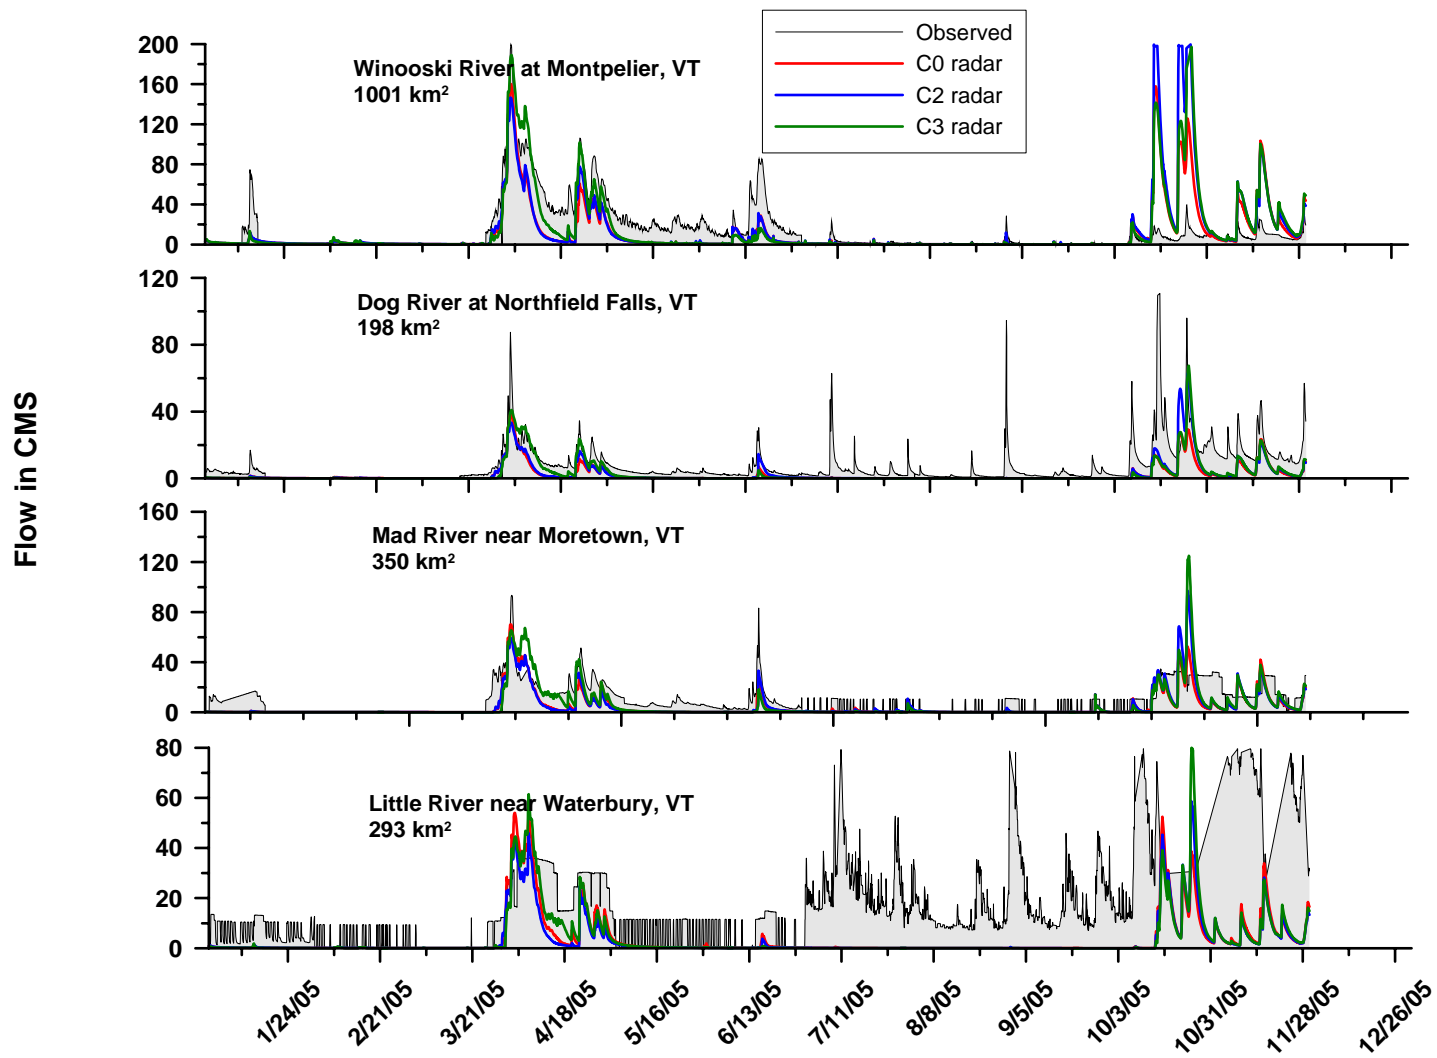 Observed
C0 radar
C2 radar
C3 radar
Flow in CMS
Winooski River at Montpelier, VT
1001 km²
200
160
120
80
40
0
Dog River at Northfield Falls, VT
198 km²
120
80
40
0
Mad River near Moretown, VT
350 km²
160
120
80
40
0
Little River near Waterbury, VT
293 km²
80
60
40
20
0
1/24/05
2/21/05
3/21/05
4/18/05
5/16/05
6/13/05
7/11/05
8/8/05
9/5/05
10/3/05
10/31/05
11/28/05
12/26/05